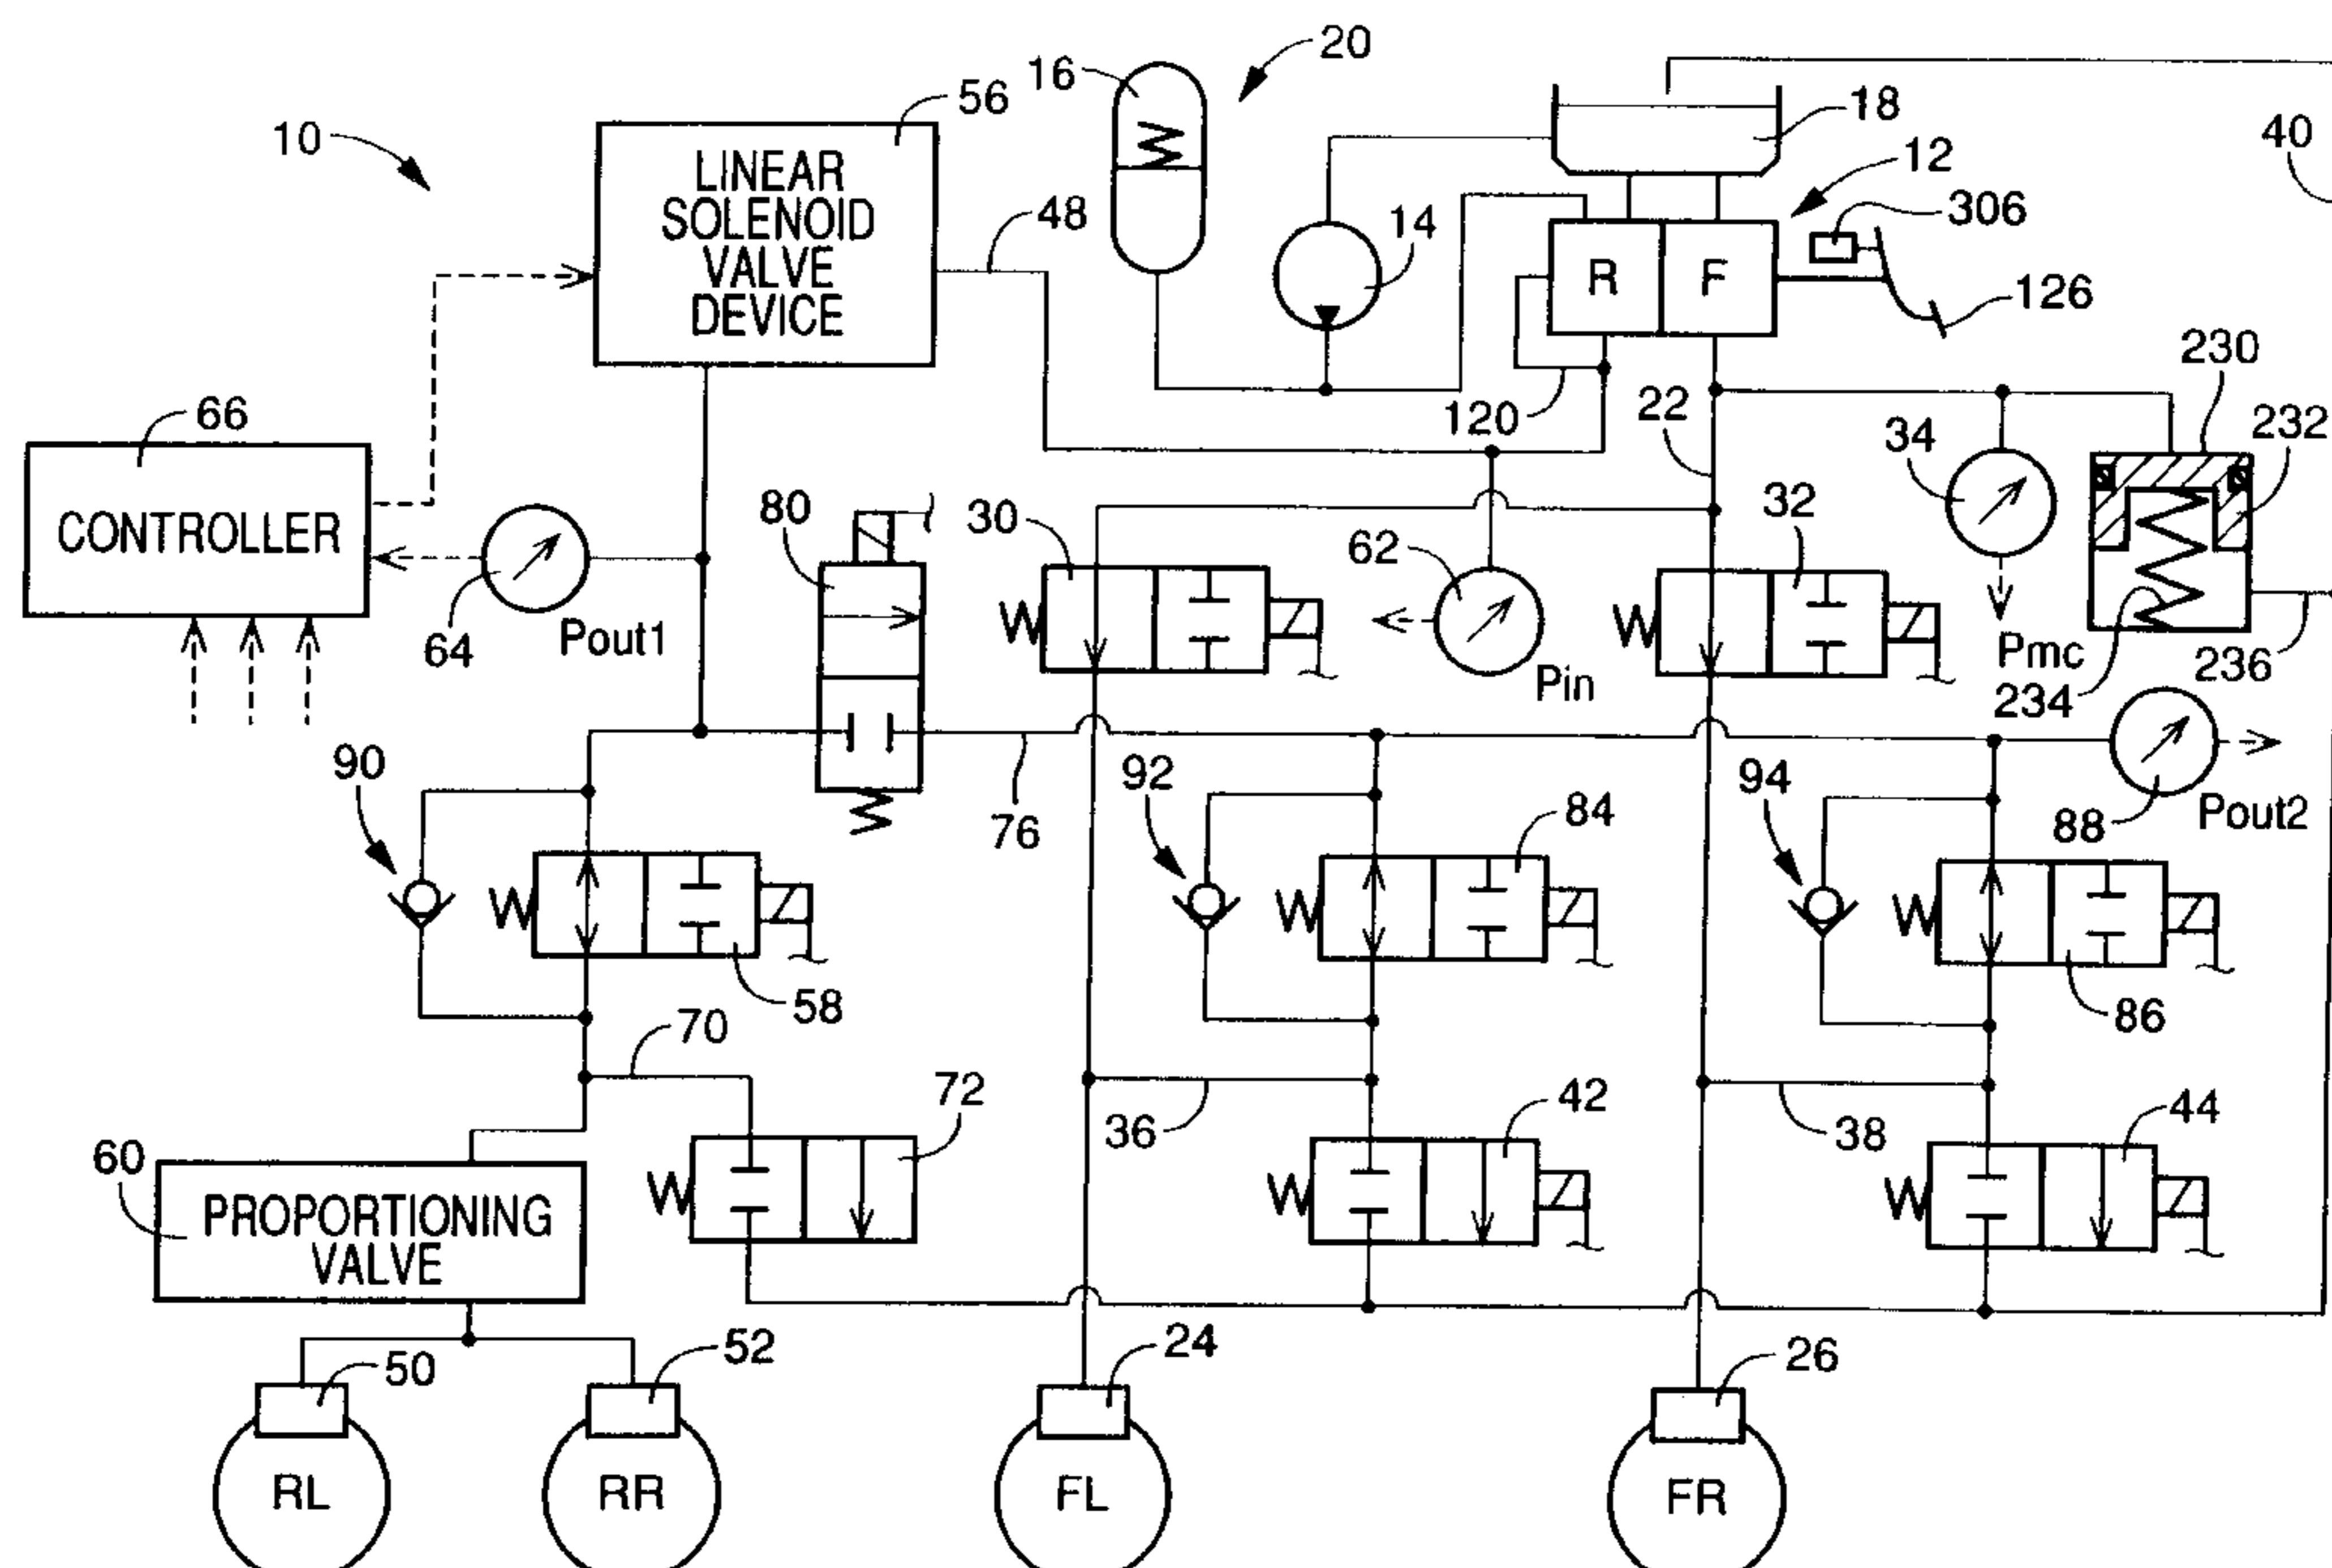 20
16
56
18
40
10
12
LINEAR
SOLENOID
VALVE
DEVICE
48
14
306
R
F
126
230
66
120
22
34
232
80
30
62
32
CONTROLLER
64
Pout1
Pin
Pmc
234
236
90
92
94
76
84
88
Pout2
58
86
70
72
36
42
38
44
60
PROPORTIONING
VALVE
50
52
24
26
RL
RR
FL
FR